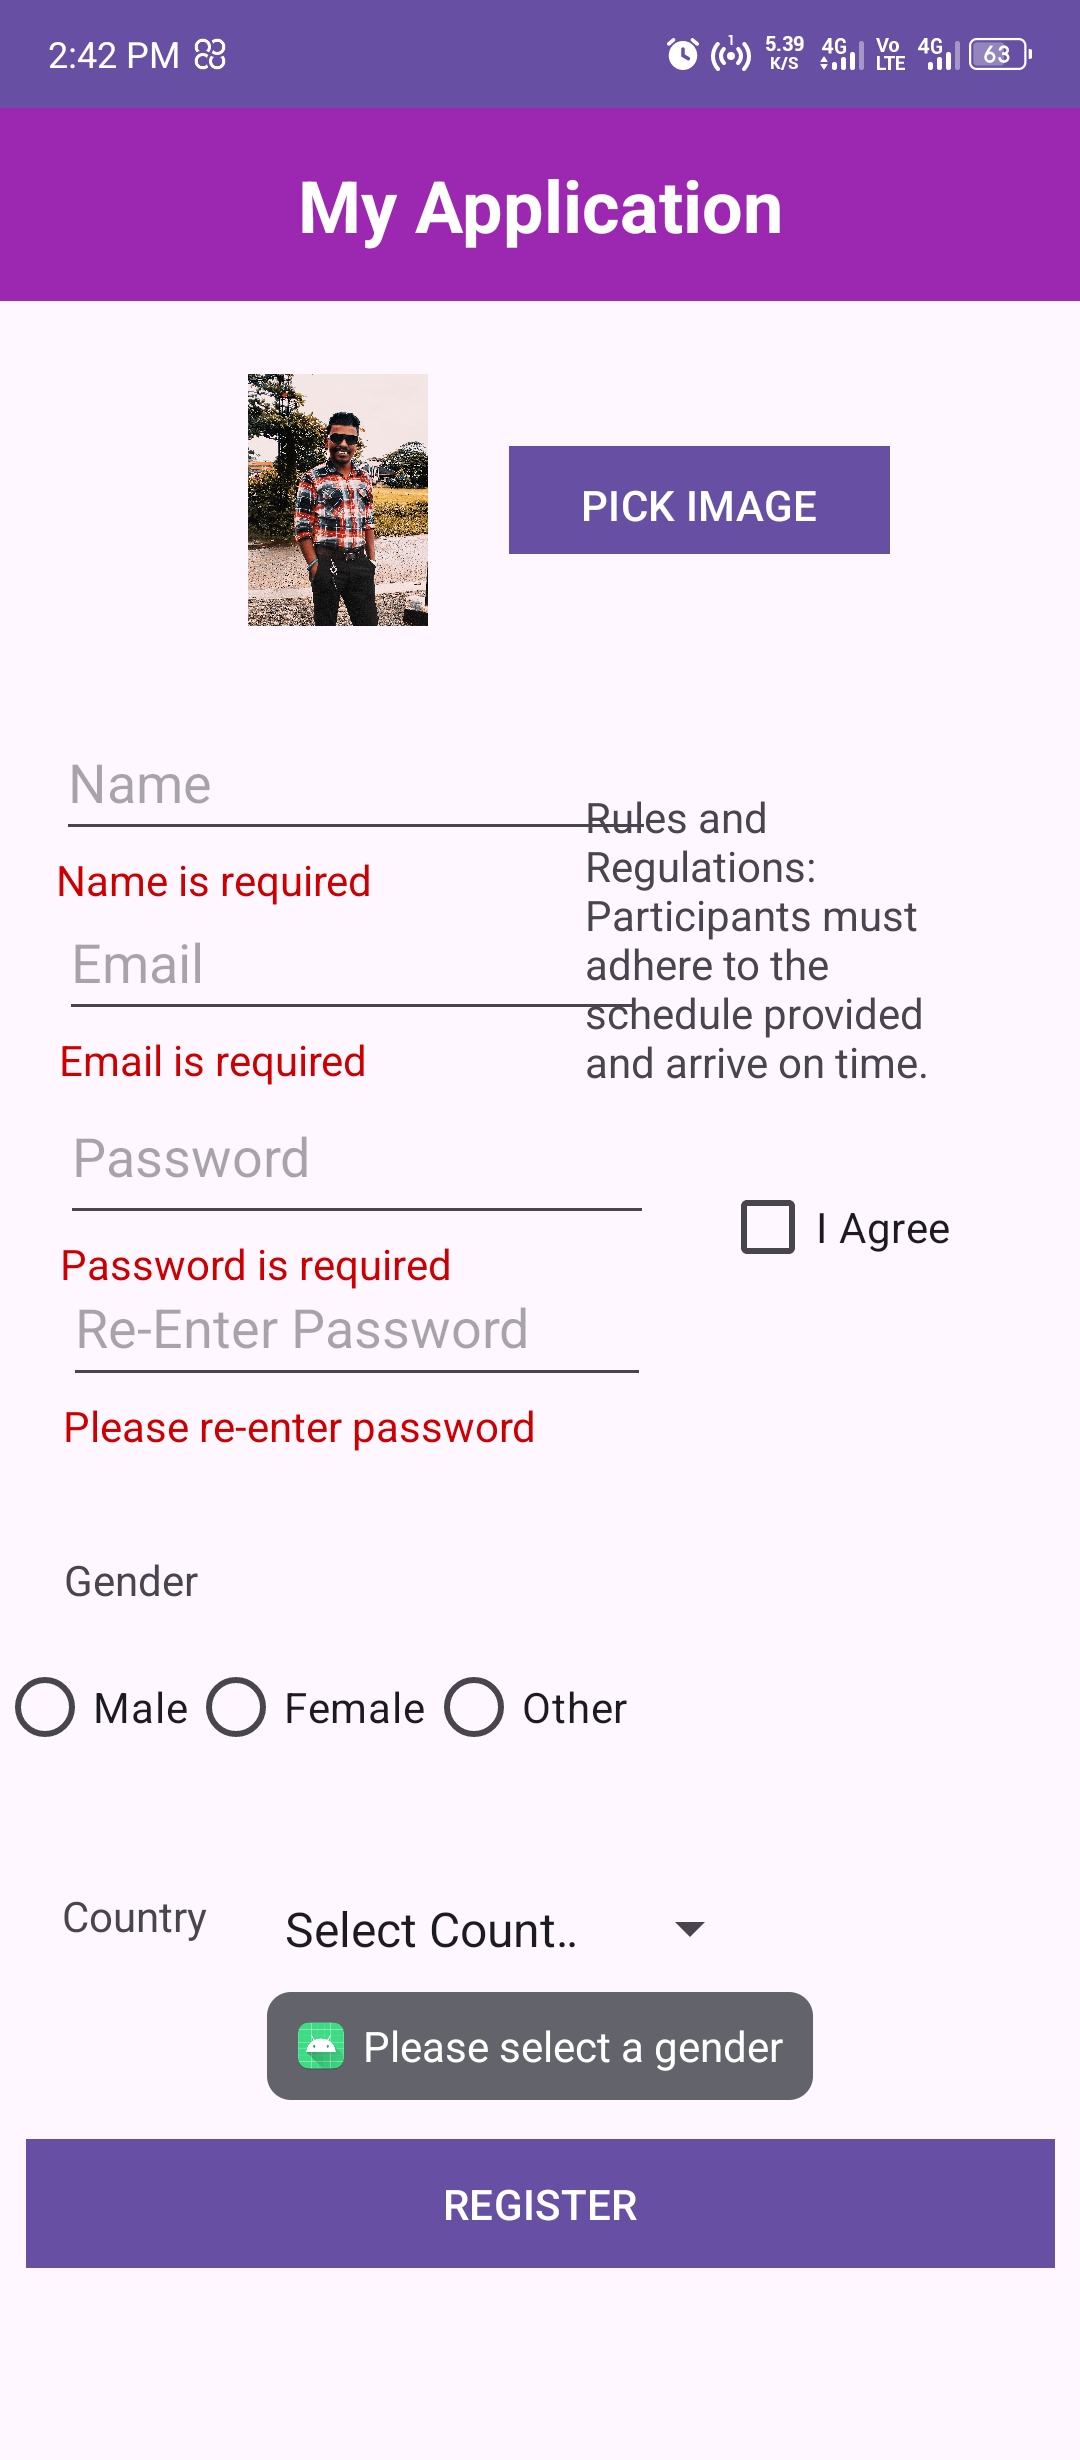 2:42 PM
5.39 K/S 4G Vo LTE 4G 63
My Application
PICK IMAGE
Name
Name is required
Email
Email is required
Rules and
Regulations:
Participants must
adhere to the
schedule provided
and arrive on time.
Password
Password is required
I Agree
Re-Enter Password
Please re-enter password
Gender
Male Female Other
Country Select Count..
Please select a gender
REGISTER